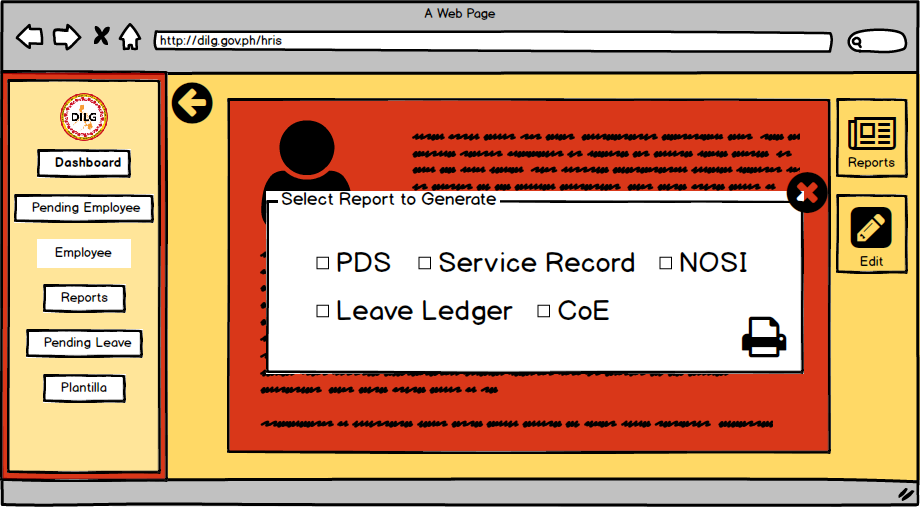 A Web Page
http://dilg.gov.ph/hris
DILG
Dashboard
Pending Employee
Employee
Reports
Pending Leave
Plantilla
Select Report to Generate
PDS
Service Record
NOSI
Leave Ledger
CoE
Reports
Edit